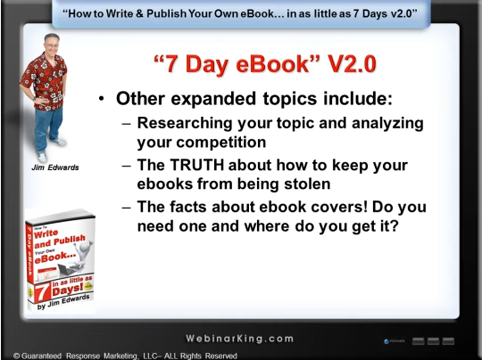 “How to Write & Publish Your Own eBook… in as little as 7 Days v2.0”
“7 Day eBook” V2.0
• Other expanded topics include:
– Researching your topic and analyzing
your competition
– The TRUTH about how to keep your
ebooks from being stolen
– The facts about ebook covers! Do you
need one and where do you get it?
Jim Edwards
How To
Write
and Publish
Your Own
eBook...
7 in as little as
Days!
by Jim Edwards
WebinarKing.com
© Guaranteed Response Marketing, LLC– ALL Rights Reserved